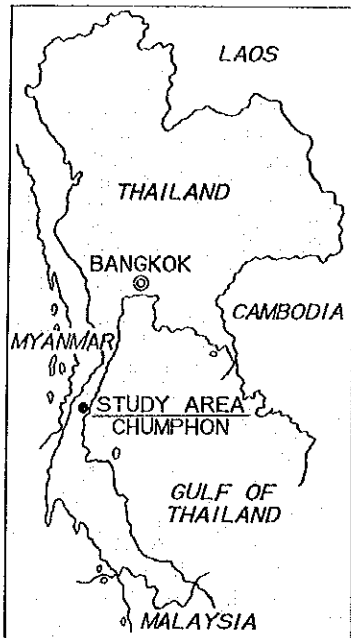 LAOS
THAILAND
BANGKOK
CAMBODIA
MYANMAR
STUDY AREA
CHUMPHON
GULF OF
THAILAND
MALAYSIA